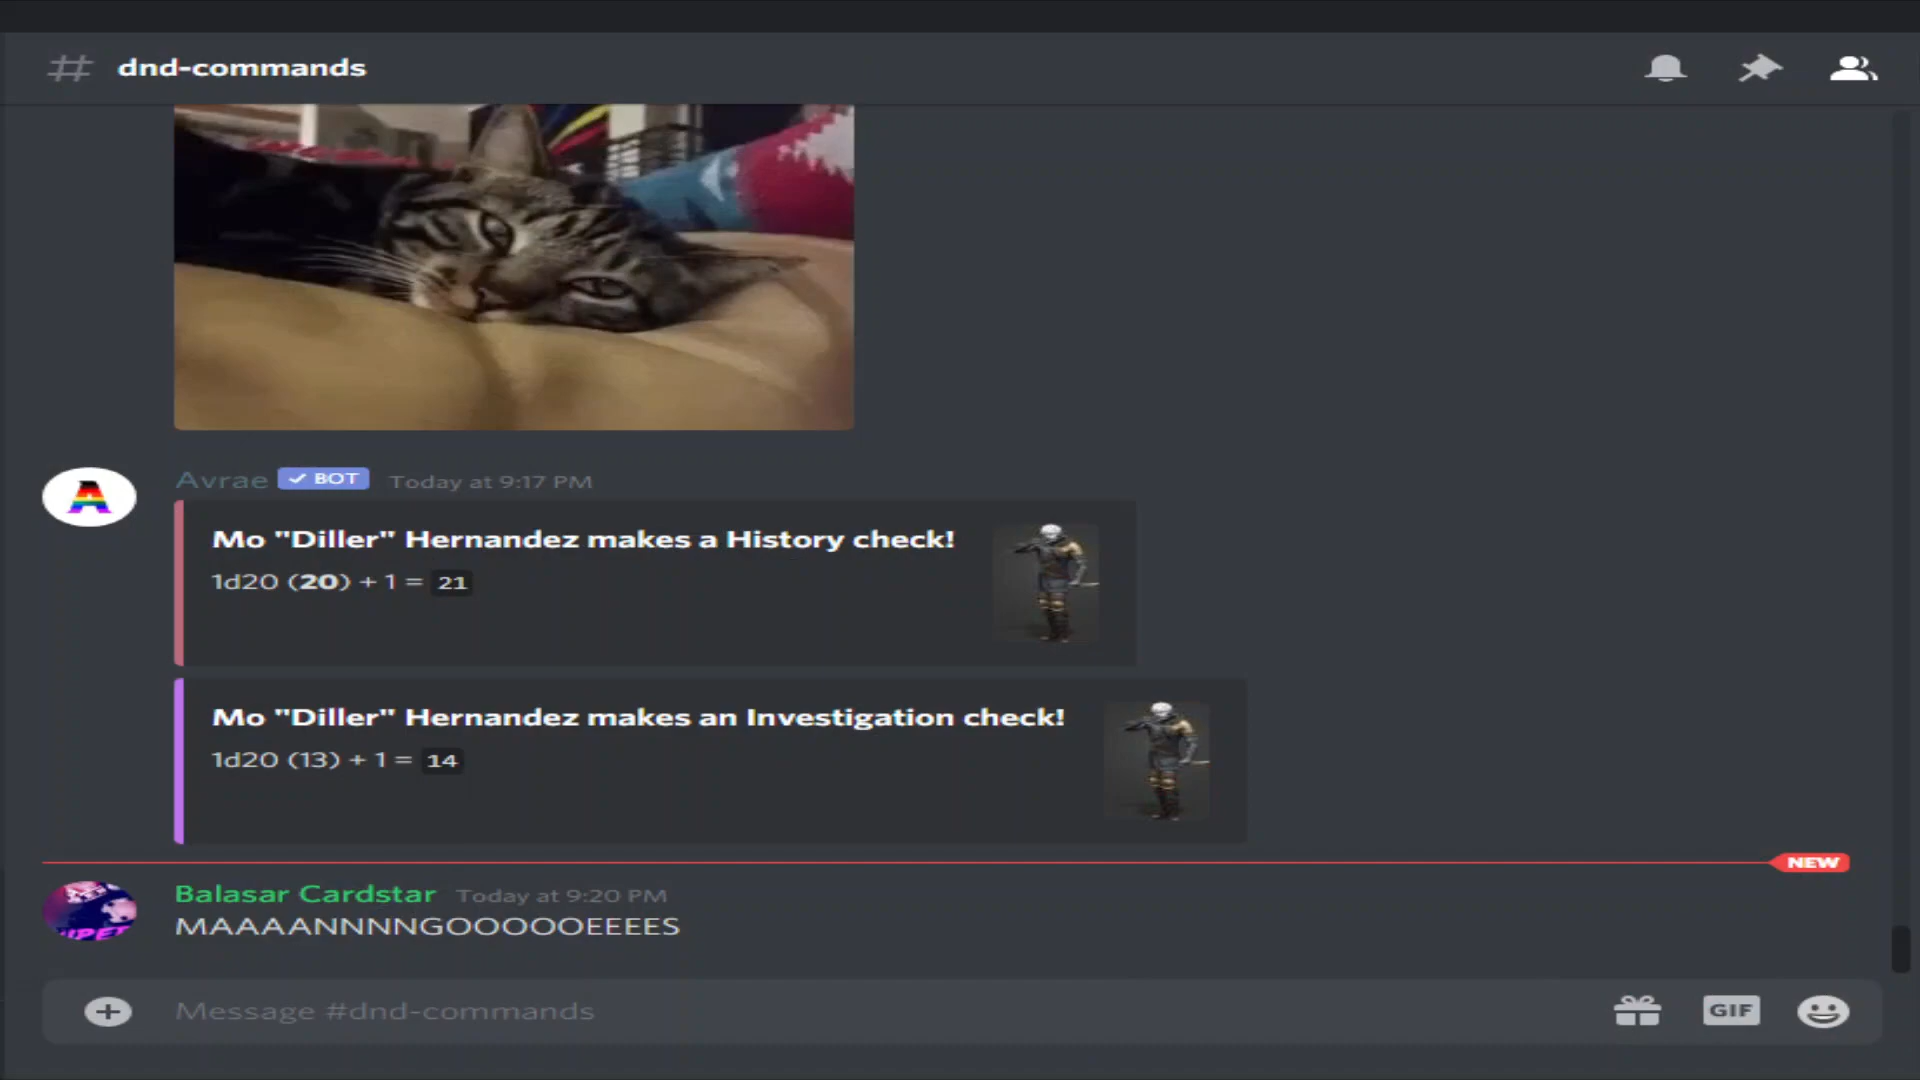 dnd-commands
A
Avrae BOT Today at 9:17 PM
Mo "Diller" Hernandez makes a History check!
1d20 (20) + 1 = 21
Mo "Diller" Hernandez makes an Investigation check!
1d20 (13) + 1 = 14
NEW
Balasar Cardstar Today at 9:20 PM
MAAAANNNNGOOOOOEEEES
Message #dnd-commands
GIF